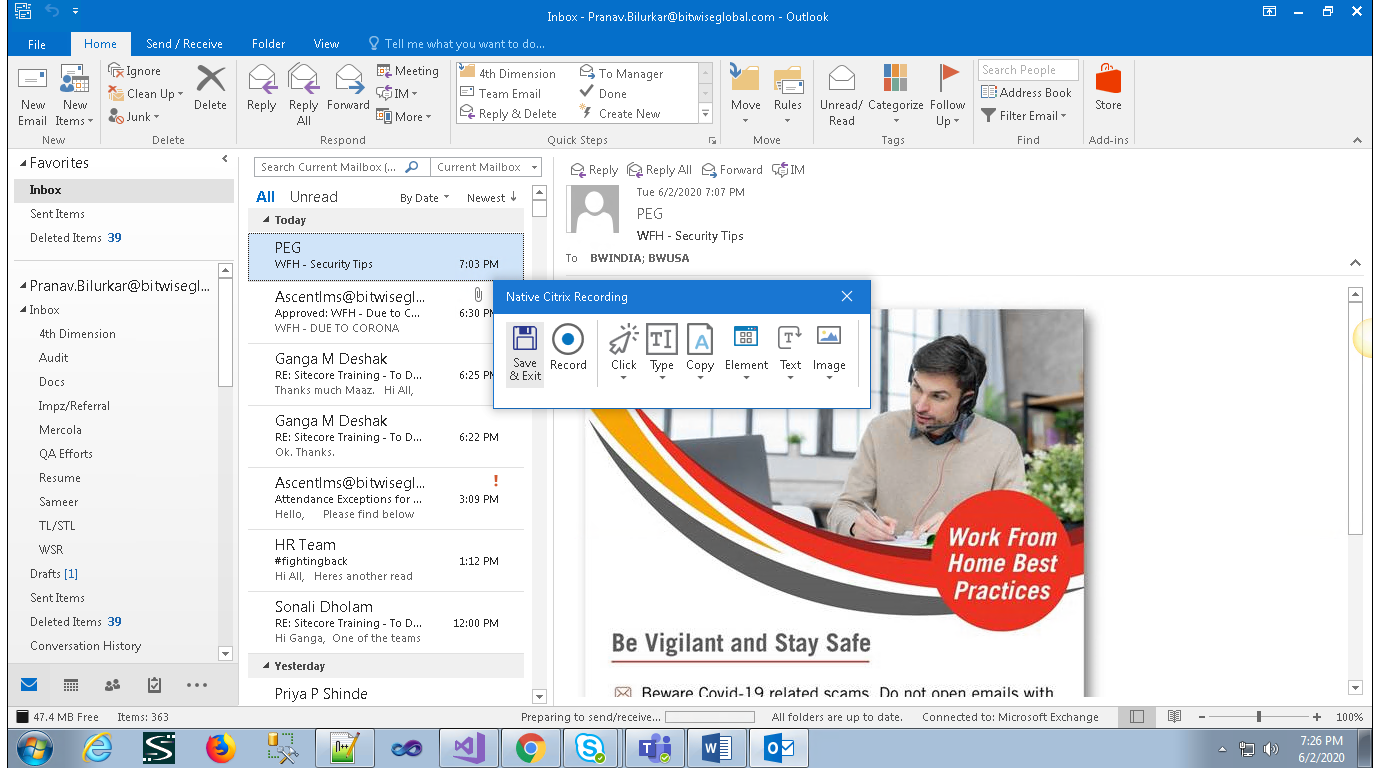 Inbox - Pranav.Bilurkar@bitwiseglobal.com - Outlook
File Home Send / Receive Folder View Tell me what you want to do...
New Email
New Items
Ignore
Clean Up
Junk
Delete
Reply
Reply All
Forward
Meeting
IM
More
4th Dimension
Team Email
Reply & Delete
To Manager
Done
Create New
Move
Rules
Unread/ Read
Categorize
Follow Up
Search People
Address Book
Filter Email
Store
New Delete Respond Quick Steps Move Tags Find Add-ins
Favorites
Inbox
Sent Items
Deleted Items 39
Pranav.Bilurkar@bitwisegl...
Inbox
4th Dimension
Audit
Docs
Impz/Referral
Mercola
QA Efforts
Resume
Sameer
TL/STL
WSR
Drafts [1]
Sent Items
Deleted Items 39
Conversation History
Search Current Mailbox (... Current Mailbox
All Unread By Date Newest
Today
PEG
WFH - Security Tips 7:03 PM
Ascentlms@bitwisegl...
Approved: WFH - Due to C... 6:30 PM
WFH - DUE TO CORONA
Ganga M Deshak
RE: Sitecore Training - To D... 6:25 PM
Thanks much Maaz. Hi All,
Ganga M Deshak
RE: Sitecore Training - To D... 6:22 PM
Ok. Thanks.
Ascentlms@bitwisegl...
Attendance Exceptions for ... 3:09 PM
Hello, Please find below
HR Team
#fightingback 1:12 PM
Hi All, Heres another read
Sonali Dholam
RE: Sitecore Training - To D... 12:00 PM
Hi Ganga, One of the teams
Yesterday
Priya P Shinde
Reply Reply All Forward IM
Tue 6/2/2020 7:07 PM
PEG
WFH - Security Tips
To BWINDIA; BWUSA
Native Citrix Recording
Save & Exit
Record
Click
Type
Copy
Element
Text
Image
Work From
Home Best
Practices
Be Vigilant and Stay Safe
Beware Covid-19 related scams. Do not open emails with
47.4 MB Free Items: 363 Preparing to send/receive... All folders are up to date. Connected to: Microsoft Exchange 100%
7:26 PM
6/2/2020